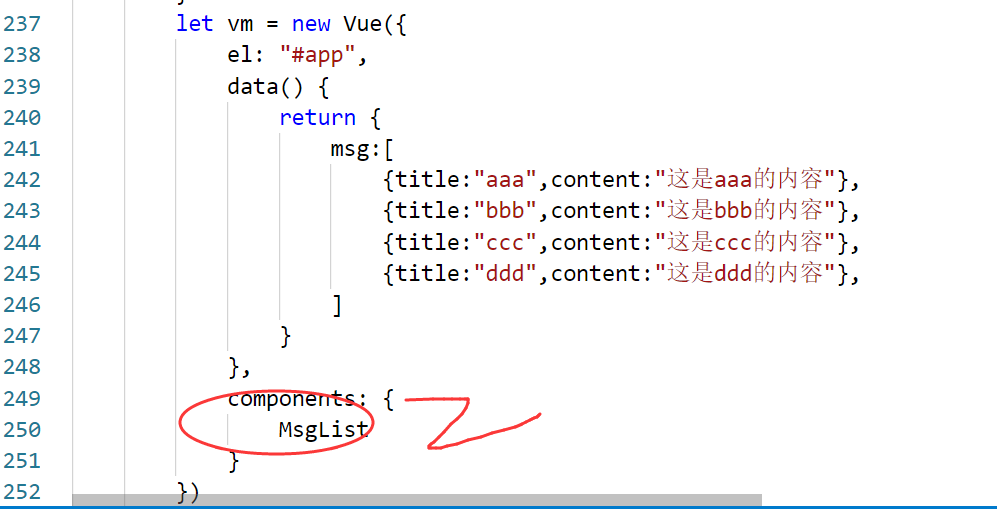 237 let vm = new Vue({
238 el: "#app",
239 data() {
240 return {
241 msg:[
242 {title:"aaa",content:"这是aaa的内容"},
243 {title:"bbb",content:"这是bbb的内容"},
244 {title:"ccc",content:"这是ccc的内容"},
245 {title:"ddd",content:"这是ddd的内容"},
246 ]
247 }
248 },
249 components: {
250 MsgList
251 }
252 })